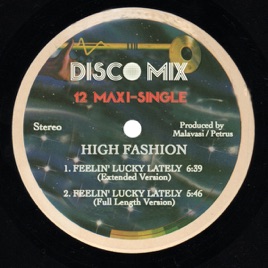 DISCO MIX
12 MAXI-SINGLE
Stereo
Produced by
Malavasi / Petrus
HIGH FASHION
1. FEELIN' LUCKY LATELY 6:39
(Extended Version)
2. FEELIN' LUCKY LATELY 5:46
(Full Length Version)